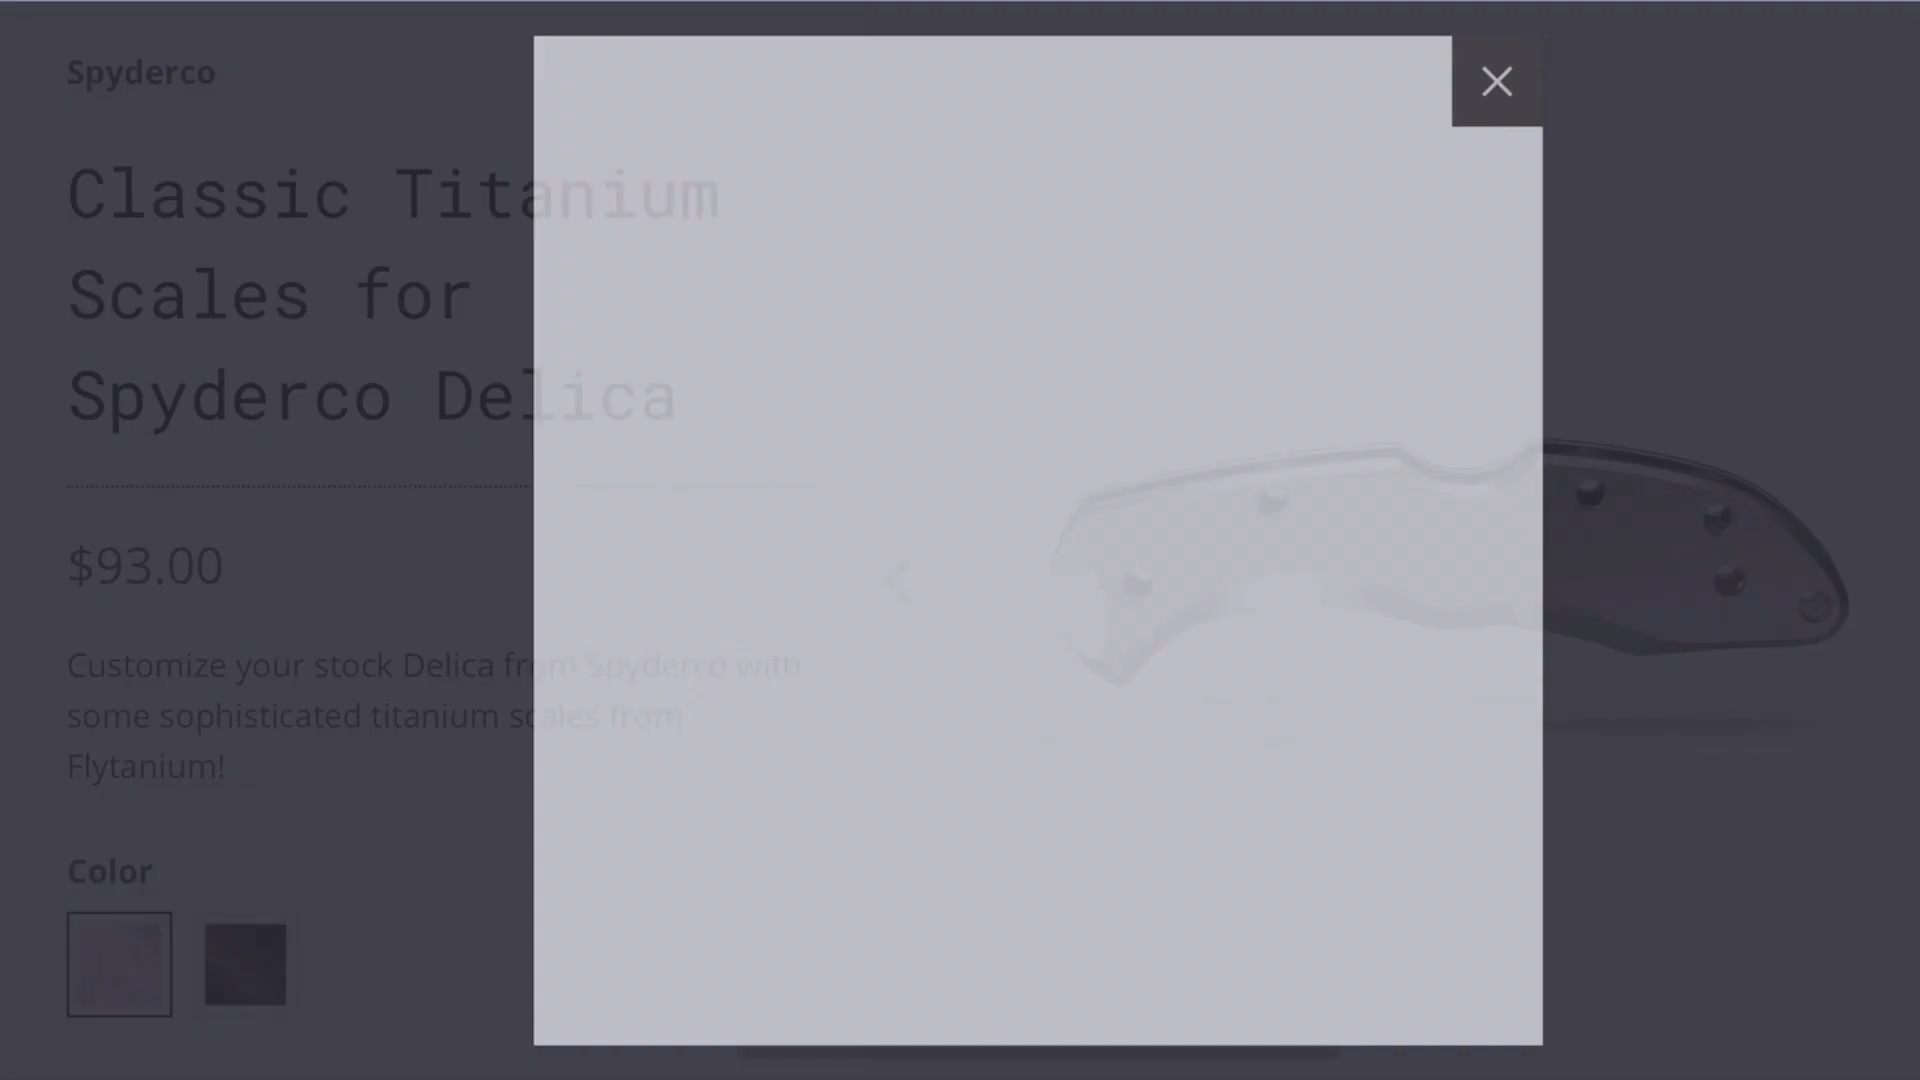 Spyderco
Classic Titanium
Scales for
Spyderco Delica
$93.00
Customize your stock Delica from Spyderco with
some sophisticated titanium scales from
Flytanium!
Color